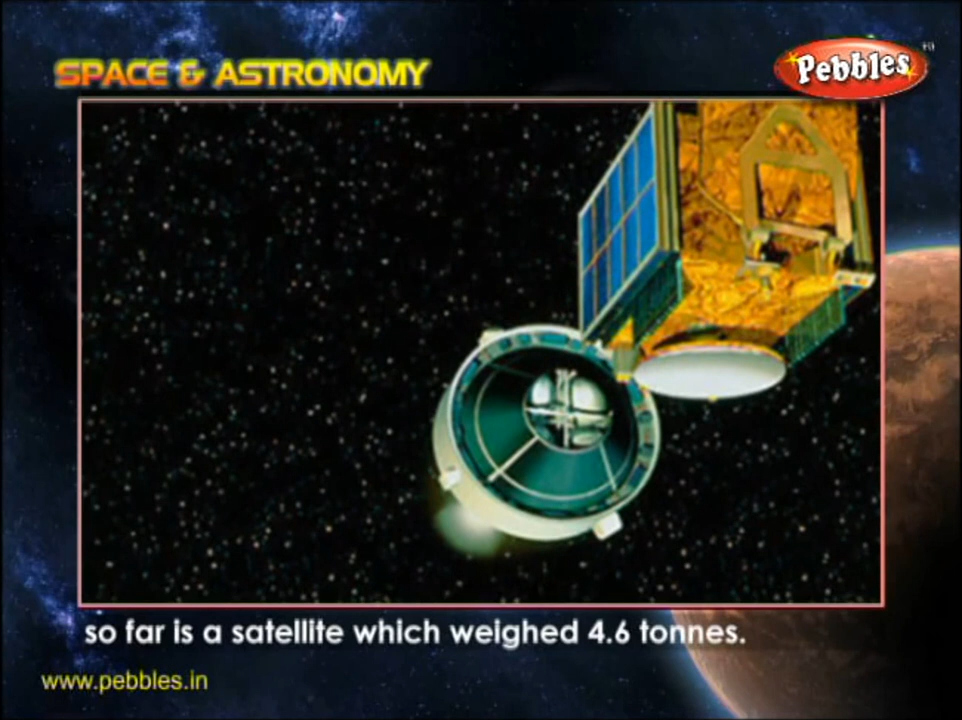 SPACE & ASTRONOMY
Pebbles
so far is a satellite which weighed 4.6 tonnes.
www.pebbles.in